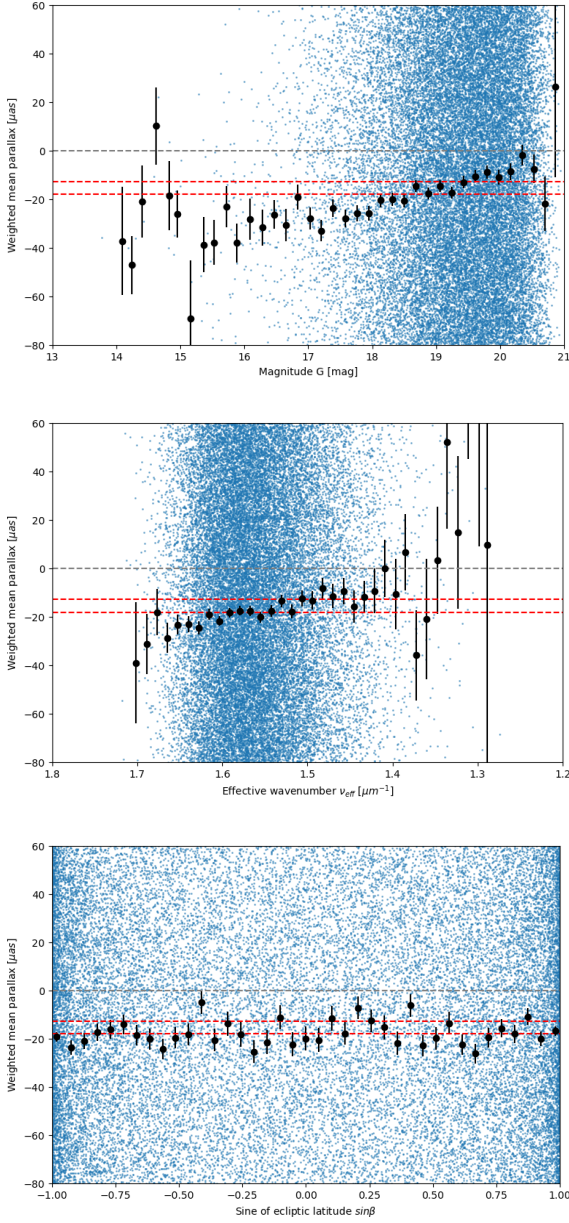 60
40
20
0
−20
−40
−60
−80
Weighted mean parallax [μas]
13 14 15 16 17 18 19 20 21
Magnitude G [mag]
60
40
20
0
−20
−40
−60
−80
Weighted mean parallax [μas]
1.8 1.7 1.6 1.5 1.4 1.3 1.2
Effective wavenumber νeff [μm−1]
60
40
20
0
−20
−40
−60
−80
Weighted mean parallax [μas]
−1.00 −0.75 −0.50 −0.25 0.00 0.25 0.50 0.75 1.00
Sine of ecliptic latitude sinβ